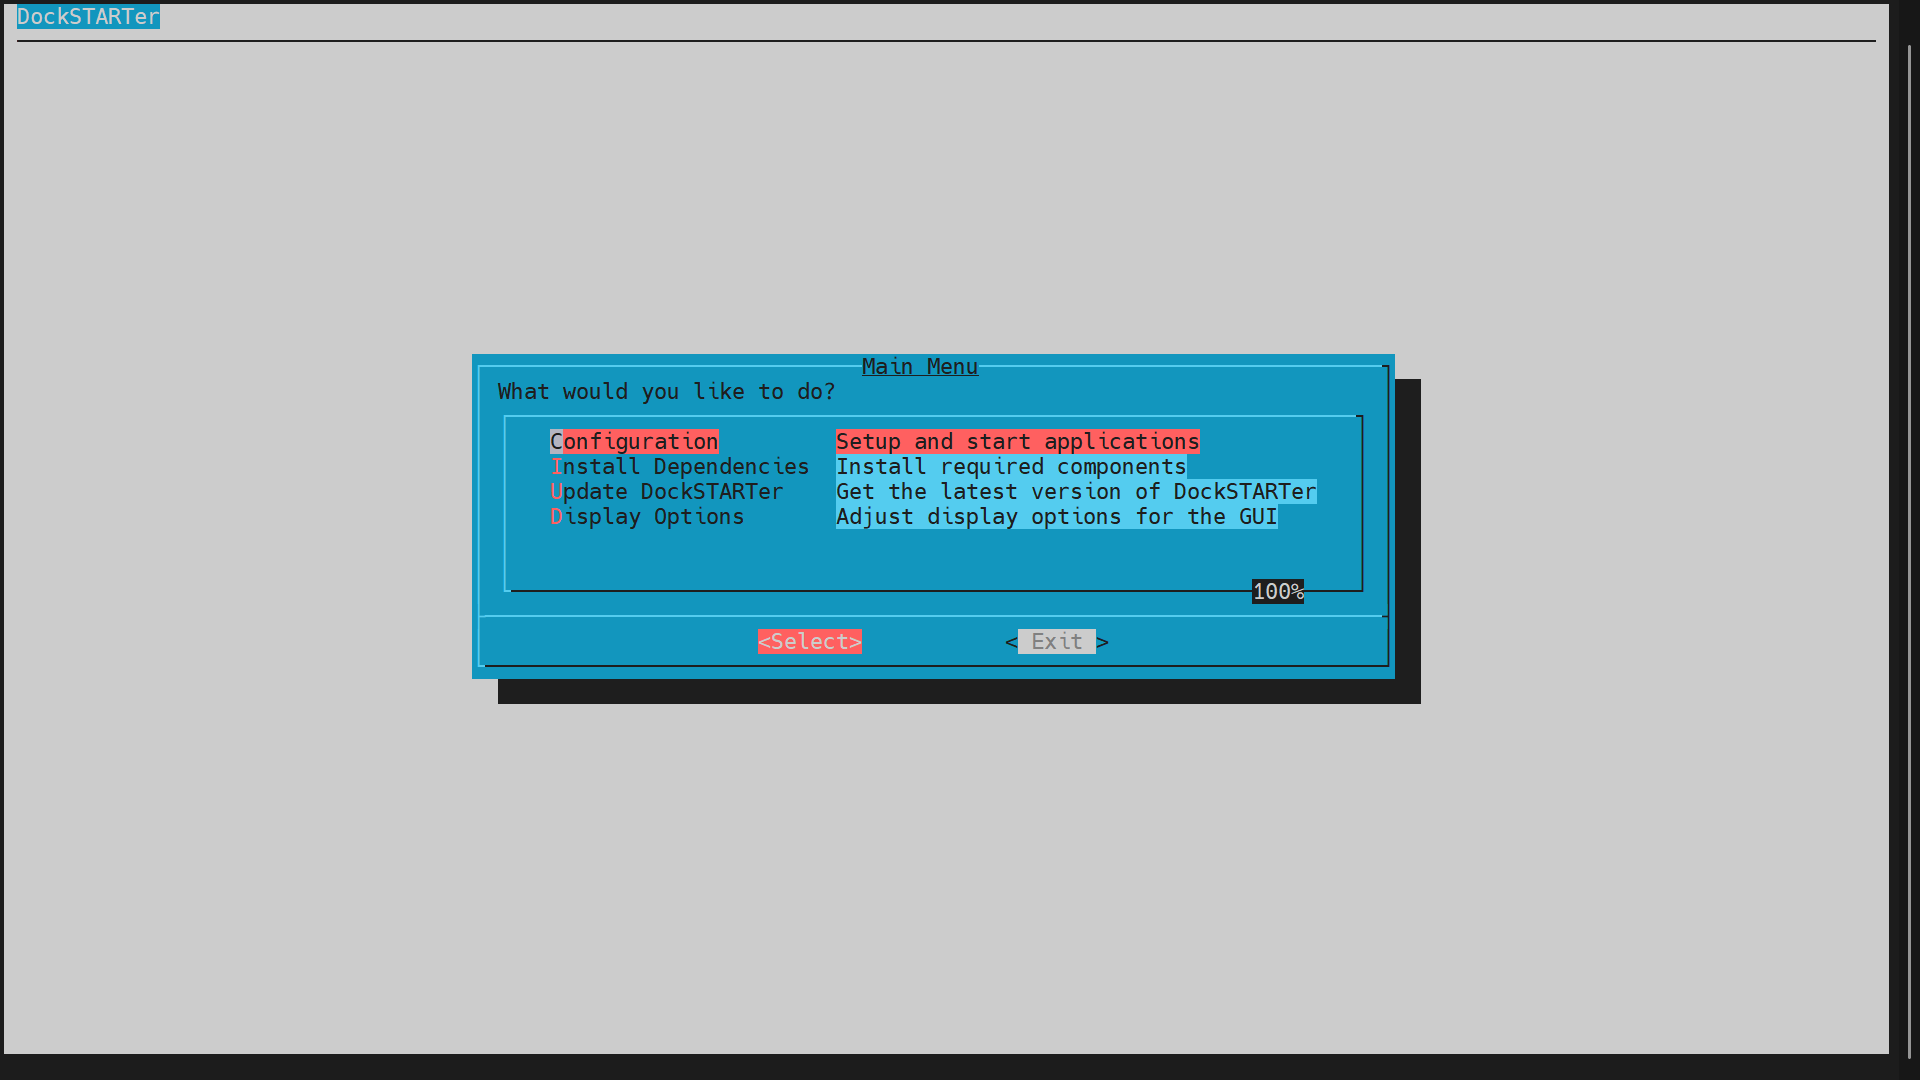 DockSTARTer
Main Menu
What would you like to do?
Configuration Setup and start applications
Install Dependencies Install required components
Update DockSTARTer Get the latest version of DockSTARTer
Display Options Adjust display options for the GUI
100%
<Select> < Exit >